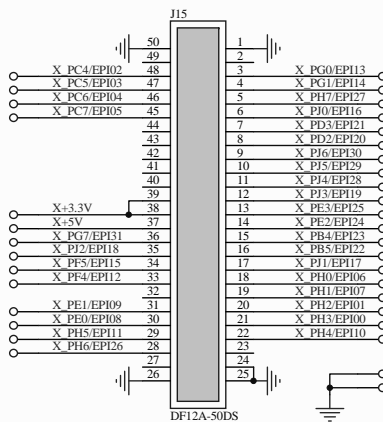 J15
50 1
49 2
X_PC4/EPI02 48 3 X_PG0/EPI13
X_PC5/EPI03 47 4 X_PG1/EPI14
X_PC6/EPI04 46 5 X_PH7/EPI27
X_PC7/EPI05 45 6 X_PJ0/EPI16
44 7 X_PD3/EPI21
43 8 X_PD2/EPI20
42 9 X_PJ6/EPI30
41 10 X_PJ5/EPI29
40 11 X_PJ4/EPI28
39 12 X_PJ3/EPI19
X+3.3V 38 13 X_PE3/EPI25
X+5V 37 14 X_PE2/EPI24
X_PG7/EPI31 36 15 X_PB4/EPI23
X_PJ2/EPI18 35 16 X_PB5/EPI22
X_PF5/EPI15 34 17 X_PJ1/EPI17
X_PF4/EPI12 33 18 X_PH0/EPI06
32 19 X_PH1/EPI07
X_PE1/EPI09 31 20 X_PH2/EPI01
X_PE0/EPI08 30 21 X_PH3/EPI00
X_PH5/EPI11 29 22 X_PH4/EPI10
X_PH6/EPI26 28 23
27 24
26 25
DF12A-50DS